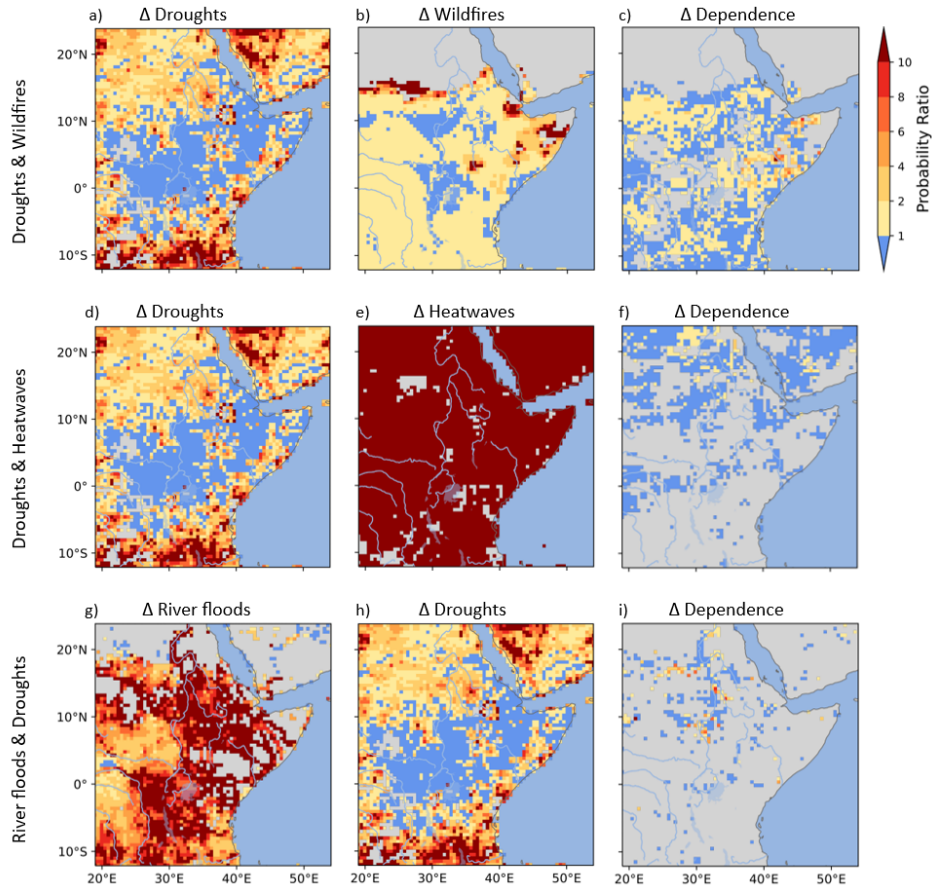 a) Δ Droughts
b) Δ Wildfires
c) Δ Dependence
Droughts & Wildfires
20°N
10°N
0°
10°S
10
8
6
4
2
1
Probability Ratio
d) Δ Droughts
e) Δ Heatwaves
f) Δ Dependence
Droughts & Heatwaves
20°N
10°N
0°
10°S
g) Δ River floods
h) Δ Droughts
i) Δ Dependence
River floods & Droughts
20°N
10°N
0°
10°S
20°E 30°E 40°E 50°E
20°E 30°E 40°E 50°E
20°E 30°E 40°E 50°E